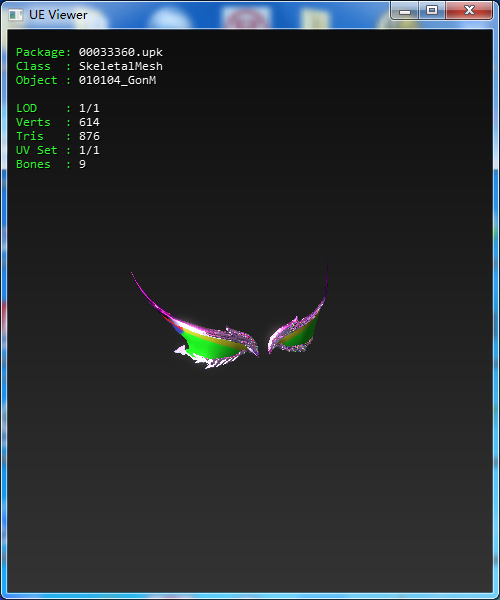 UE Viewer
Package: 00033360.upk
Class : SkeletalMesh
Object : 010104_GonM
LOD : 1/1
Verts : 614
Tris : 876
UV Set : 1/1
Bones : 9